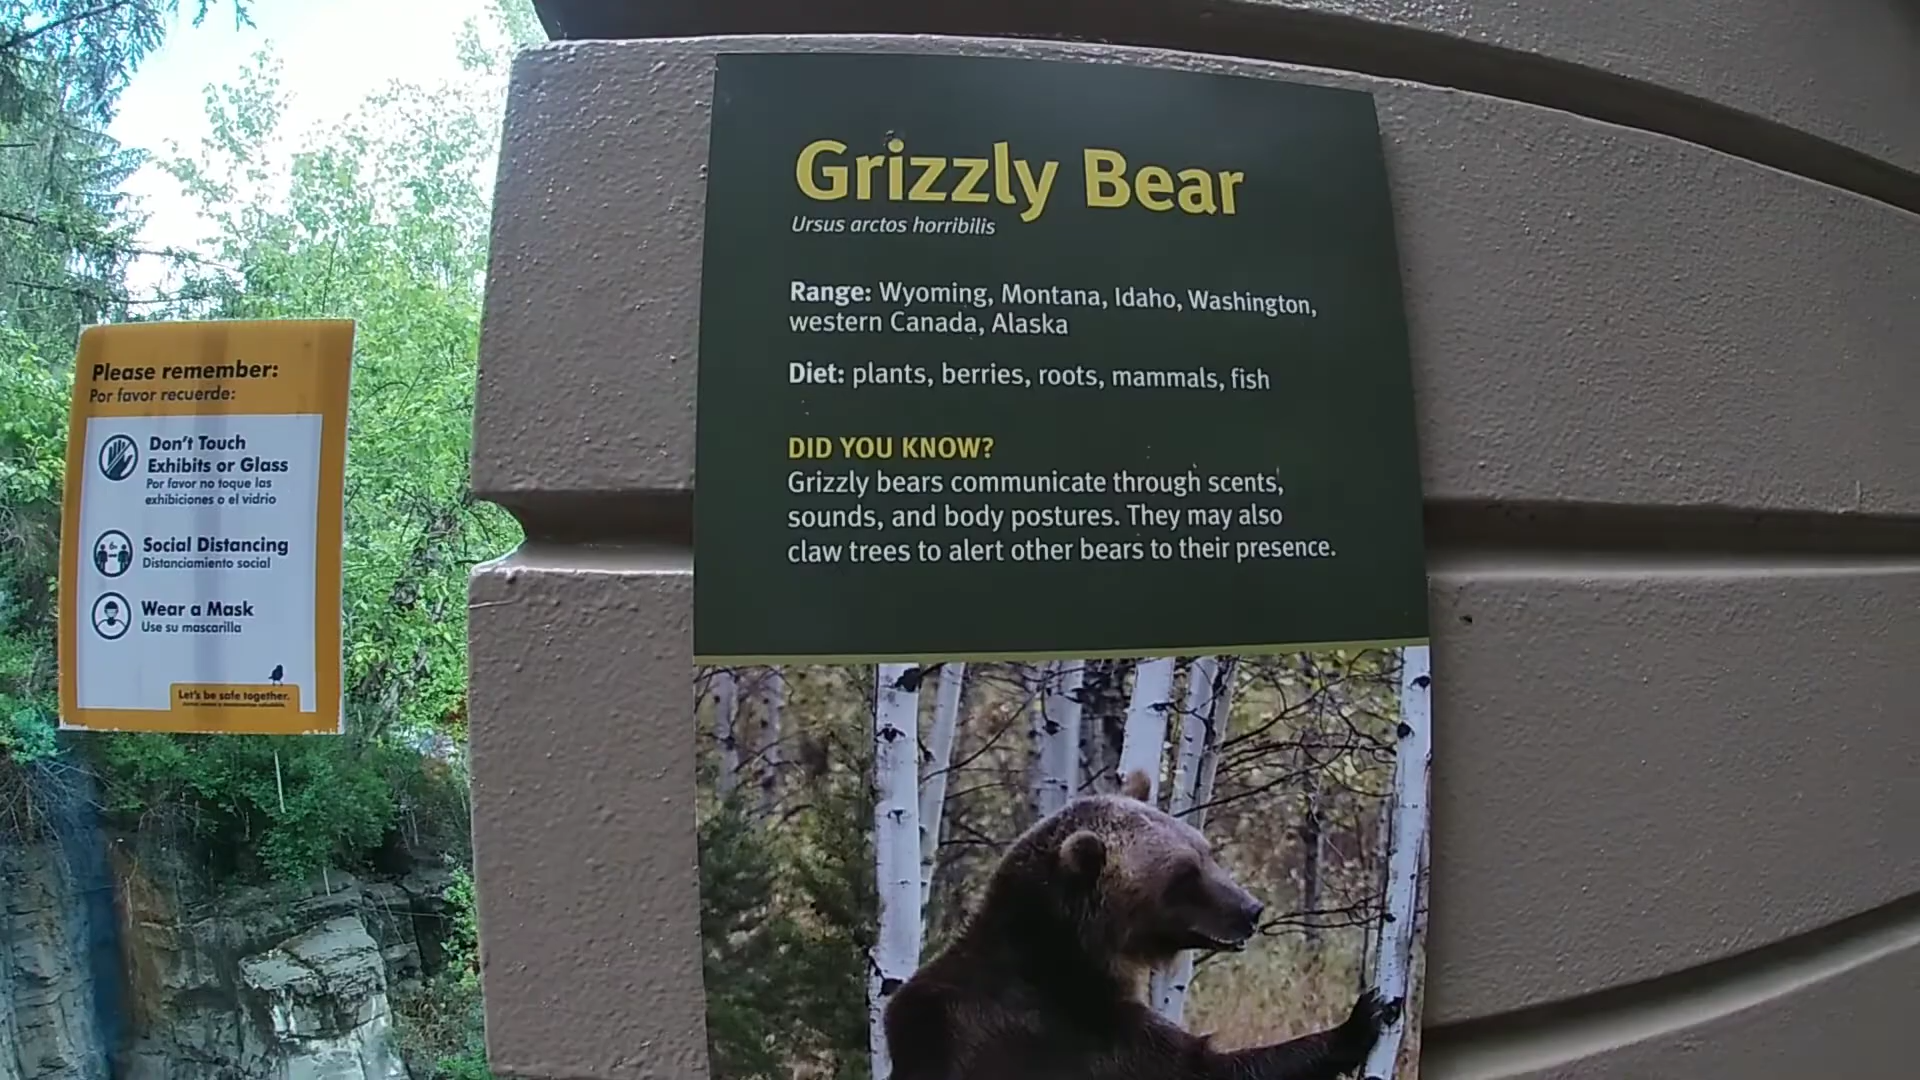 Grizzly Bear
Ursus arctos horribilis
Range: Wyoming, Montana, Idaho, Washington,
western Canada, Alaska
Diet: plants, berries, roots, mammals, fish
DID YOU KNOW?
Grizzly bears communicate through scents,
sounds, and body postures. They may also
claw trees to alert other bears to their presence.
Please remember:
Por favor recuerde:
Don't Touch
Exhibits or Glass
Por favor no toque las
exhibiciones o el vidrio
Social Distancing
Distanciamiento social
Wear a Mask
Use su mascarilla
Let's be safe together.